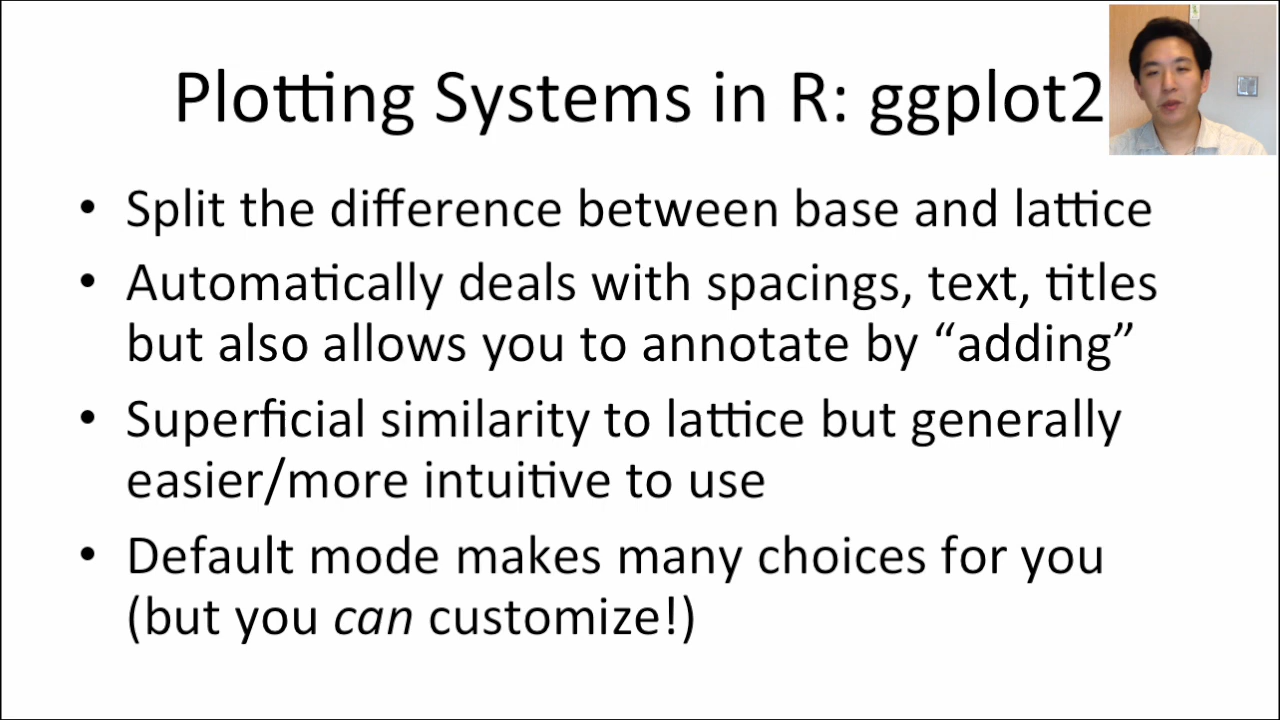 Plotting Systems in R: ggplot2
• Split the difference between base and lattice
• Automatically deals with spacings, text, titles
but also allows you to annotate by “adding”
• Superficial similarity to lattice but generally
easier/more intuitive to use
• Default mode makes many choices for you
(but you can customize!)